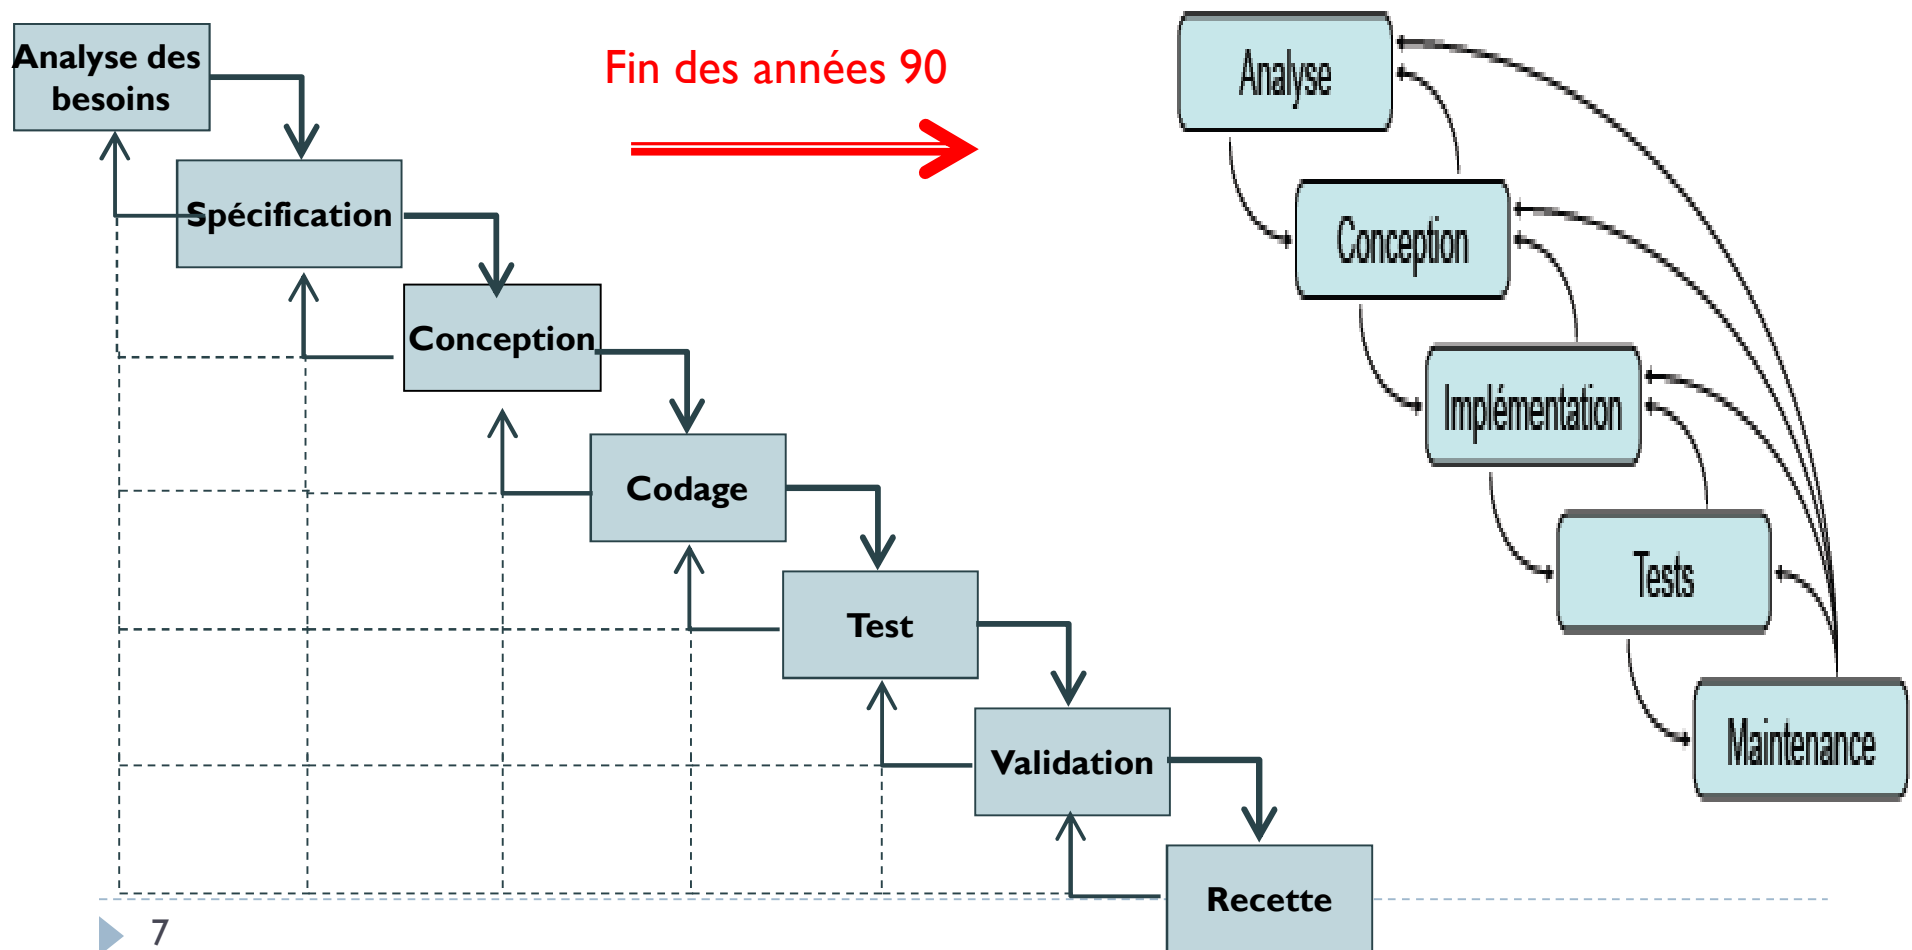 Analyse des
besoins
Spécification
Conception
Codage
Test
Validation
Recette
Fin des années 90
Analyse
Conception
Implémentation
Tests
Maintenance
7